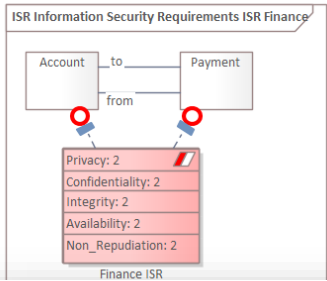 ISR Information Security Requirements ISR Finance
Account
to
Payment
from
Privacy: 2
Confidentiality: 2
Integrity: 2
Availability: 2
Non_Repudiation: 2
Finance ISR